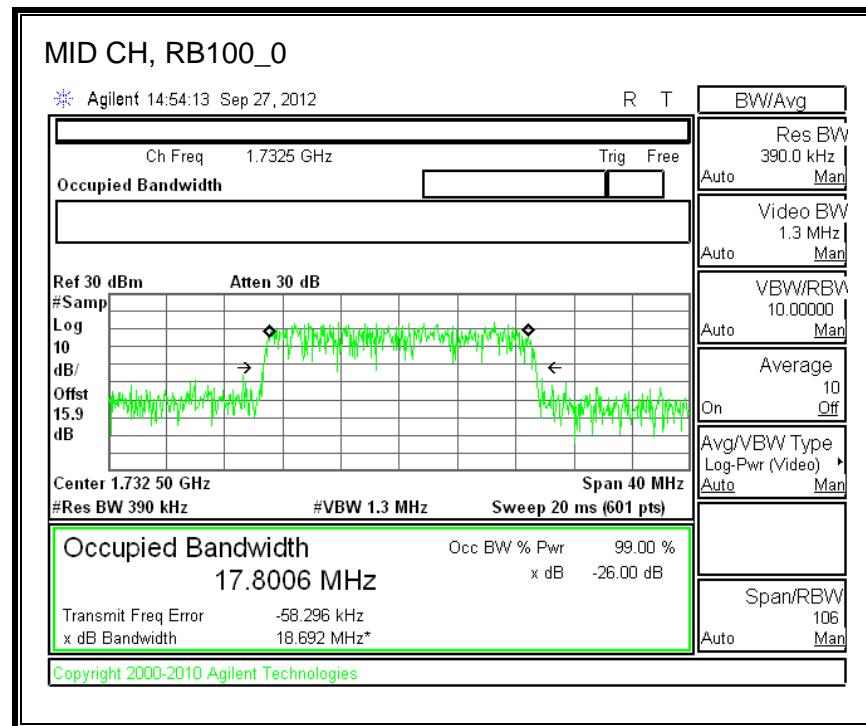 MID CH, RB100_0
Agilent 14:54:13 Sep 27, 2012 R T
Ch Freq 1.7325 GHz Trig Free
Occupied Bandwidth
Ref 30 dBm Atten 30 dB
#Samp
Log
10
dB/
Offst
15.9
dB
Center 1.732 50 GHz Span 40 MHz
#Res BW 390 kHz #VBW 1.3 MHz Sweep 20 ms (601 pts)
Occupied Bandwidth Occ BW % Pwr 99.00 %
17.8006 MHz x dB -26.00 dB
Transmit Freq Error -58.296 kHz
x dB Bandwidth 18.692 MHz*
Copyright 2000-2010 Agilent Technologies
BW/Avg
Res BW
390.0 kHz
Auto Man
Video BW
1.3 MHz
Auto Man
VBW/RBW
10.00000
Auto Man
Average
10
On Off
Avg/VBW Type
Log-Pwr (Video)
Auto Man
Span/RBW
106
Auto Man